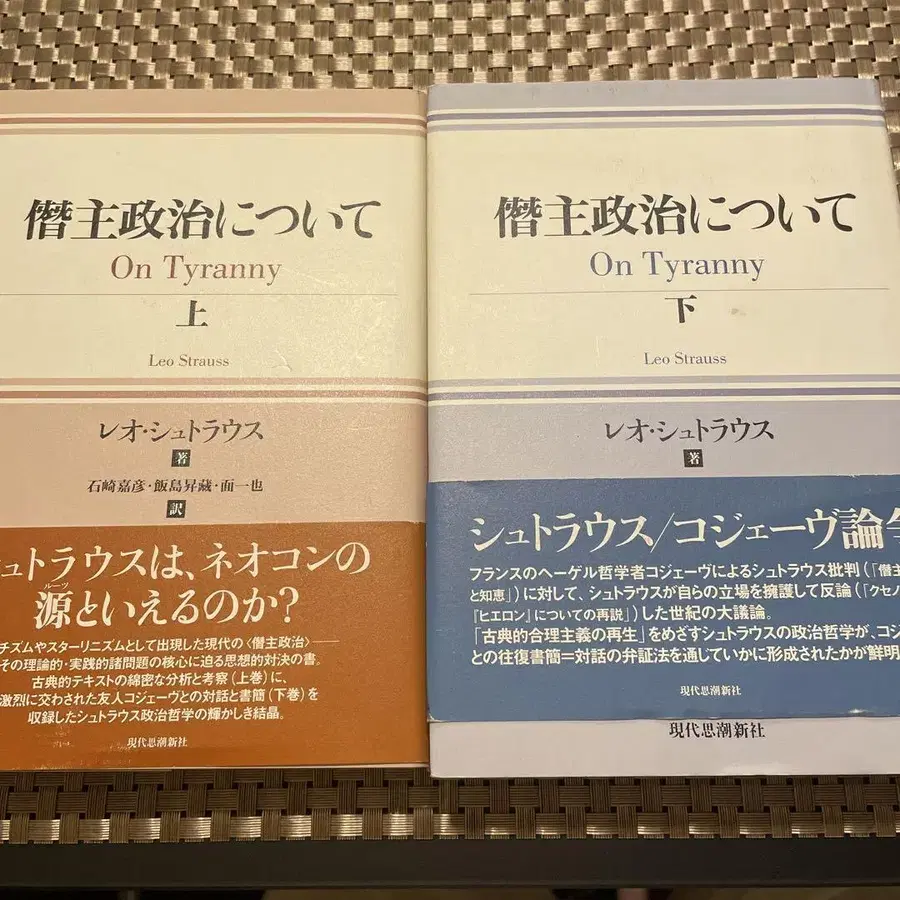 僭主政治について
On Tyranny
上
Leo Strauss
レオ・シュトラウス
著
石崎嘉彦・飯島昇藏・面一也
訳
ュトラウスは、ネオコンの
源といえるのか?
ルーツ
チズムやスターリニズムとして出現した現代の〈僭主政治〉――
その理論的・実践的諸問題の核心に迫る思想的対決の書。
古典的テキストの綿密な分析と考察(上巻)に、
激烈に交わされた友人コジェーヴとの対話と書簡(下巻)を
収録したシュトラウス政治哲学の輝かしき結晶。
現代思潮新社
僭主政治について
On Tyranny
下
Leo Strauss
レオ・シュトラウス
著
シュトラウス/コジェーヴ論争
フランスのヘーゲル哲学者コジェーヴによるシュトラウス批判(「僭主
と知恵」)に対して、シュトラウスが自らの立場を擁護して反論(「クセノ
『ヒエロン』についての再説」)した世紀の大議論。
「古典的合理主義の再生」をめざすシュトラウスの政治哲学が、コジ
との往復書簡=対話の弁証法を通じていかに形成されたかが鮮明
現代思潮新社
現代思潮新社